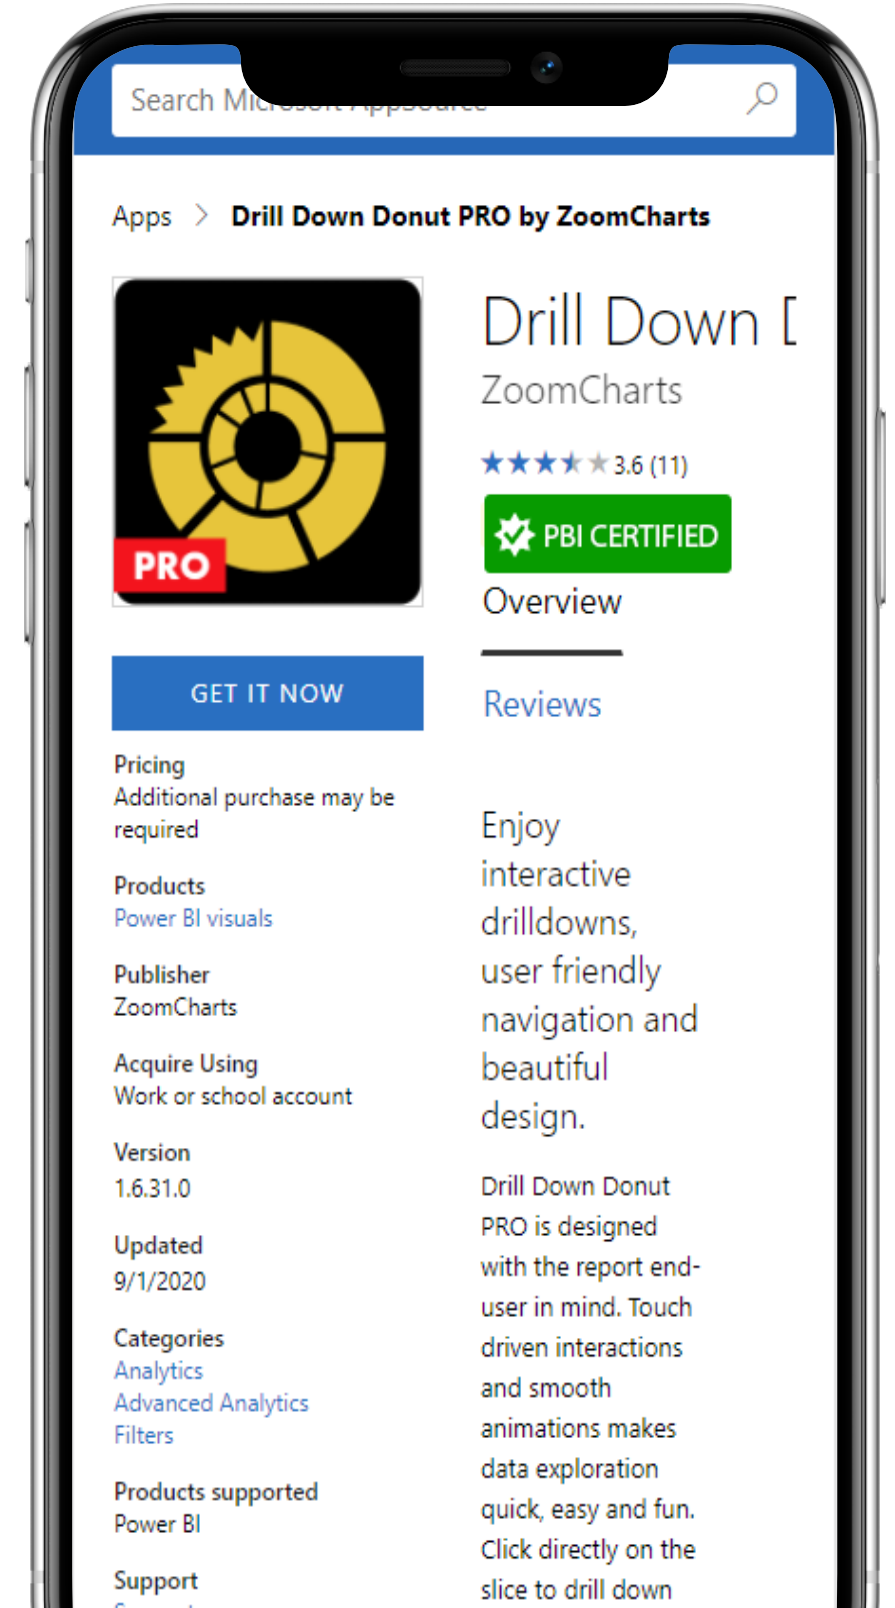 Search Microsoft AppSource
Apps > Drill Down Donut PRO by ZoomCharts
PRO
GET IT NOW
Pricing
Additional purchase may be
required
Products
Power BI visuals
Publisher
ZoomCharts
Acquire Using
Work or school account
Version
1.6.31.0
Updated
9/1/2020
Categories
Analytics
Advanced Analytics
Filters
Products supported
Power BI
Support
Drill Down D
ZoomCharts
3.6 (11)
PBI CERTIFIED
Overview
Reviews
Enjoy
interactive
drilldowns,
user friendly
navigation and
beautiful
design.
Drill Down Donut
PRO is designed
with the report end-
user in mind. Touch
driven interactions
and smooth
animations makes
data exploration
quick, easy and fun.
Click directly on the
slice to drill down